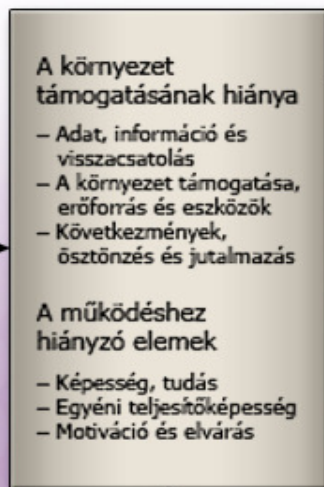 A környezet
támogatásának hiánya
– Adat, információ és
visszacsatolás
– A környezet támogatása,
erőforrás és eszközök
– Következmények,
ösztönzés és jutalmazás
A működéshez
hiányzó elemek
– Képesség, tudás
– Egyéni teljesítőképesség
– Motiváció és elvárás